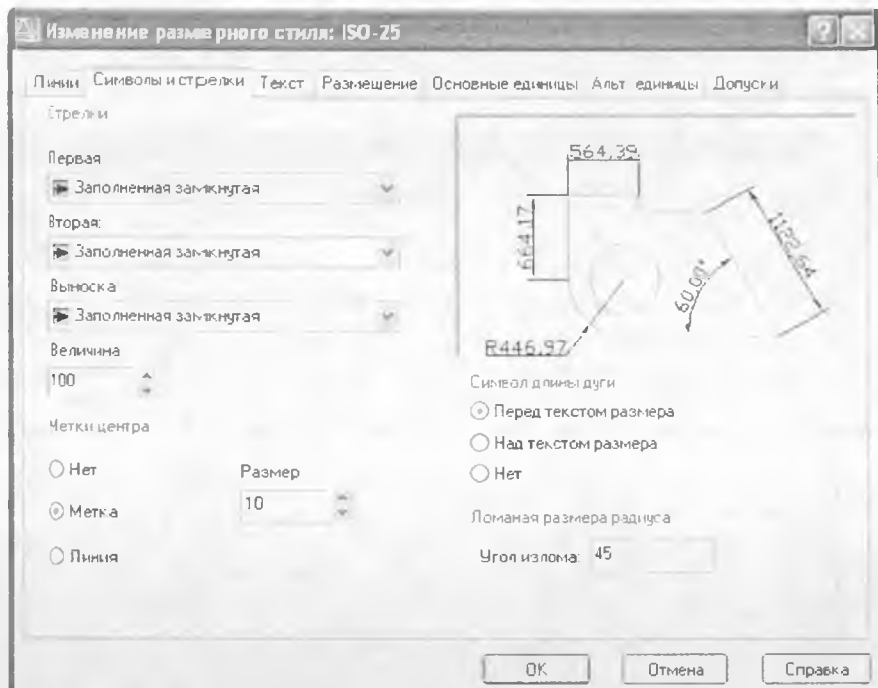 Изменение размерного стиля: ISO-25
Линии Символы и стрелки Текст Размещение Основные единицы Альт. единицы Допуски
Стрелки
Первая
Заполненная замкнутая
Вторая:
Заполненная замкнутая
Выноска
Заполненная замкнутая
Величина
100
Метки центра
Нет
Метка
Линия
Размер
10
564,39
664,17
1122,64
60,00°
R446,97
Символ длины дуги
Перед текстом размера
Над текстом размера
Нет
Ломаная размера радиуса
Угол излома: 45
OK Отмена Справка